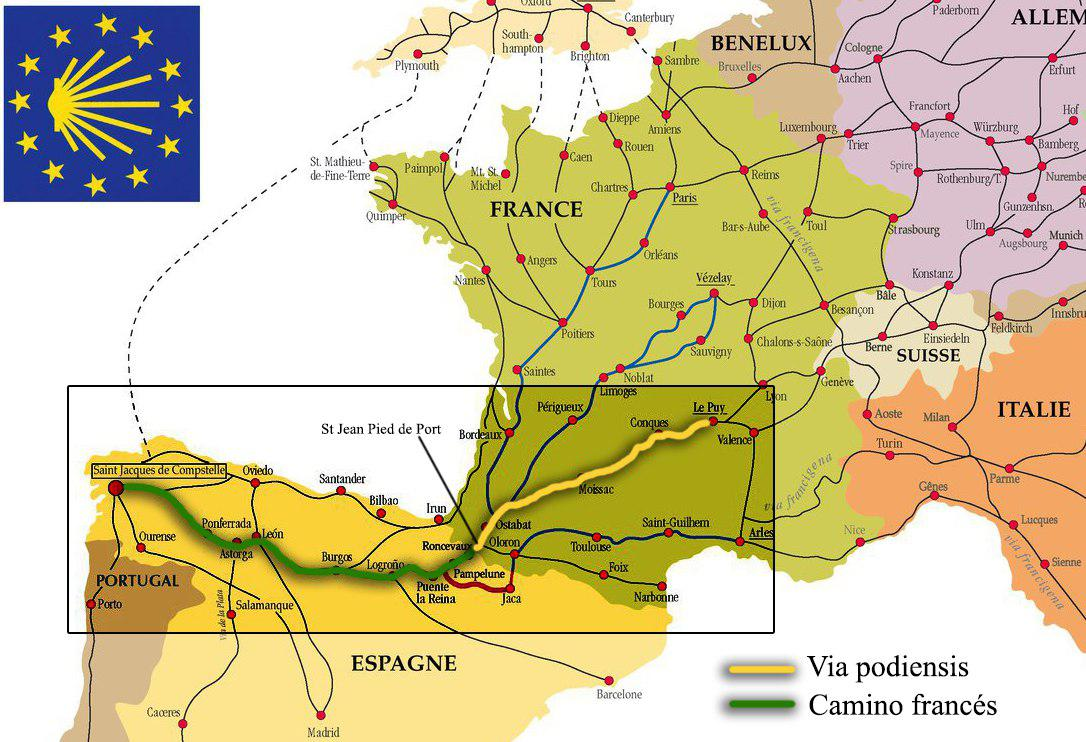 Oxford
Canterbury
South-
hampton
Brighton
Plymouth
Sambre
BENELUX
Bruxelles
Paderborn
ALLEM
Cologne
Aachen
Erfurt
Dieppe
Amiens
Rouen
Luxembourg
Trier
Francfort
Mayence
Würzburg
Hof
Bamberg
St. Mathieu-
de-Fine-Terre
Paimpol
Mt. St.
Michel
Caen
Chartres
Paris
Reims
Spire
Rothenburg/T.
Nurembe
Gunzenhsn.
Quimper
FRANCE
Bar-s-Aube
Toul
Strasbourg
Ulm
Augsbourg
Munich
via francigena
Orléans
Angers
Nantes
Tours
Vézelay
Bourges
Dijon
Besançon
Bâle
Konstanz
Feldkirch
Innsbru
Poitiers
Sauvigny
Chalons-s-Saône
Berne
Einsiedeln
SUISSE
Saintes
Noblat
Limoges
Genève
Lyon
Périgueux
Le Puy
Conques
Valence
Aoste
Milan
ITALIE
St Jean Pied de Port
Bordeaux
Turin
Parme
Saint Jacques de Compstelle
Oviedo
Santander
Bilbao
Irun
Moissac
via francigena
Gênes
Lucques
Nice
Sienne
via francigena
Ourense
Ponferrada
Astorga
León
Burgos
Logroño
Roncevaux
Ostabat
Oloron
Toulouse
Saint-Guilhem
Arles
Pampelune
Puente
la Reina
Jaca
Foix
Narbonne
PORTUGAL
Porto
Via de la Plata
Salamanque
ESPAGNE
Barcelone
Caceres
Madrid
Via podiensis
Camino francés